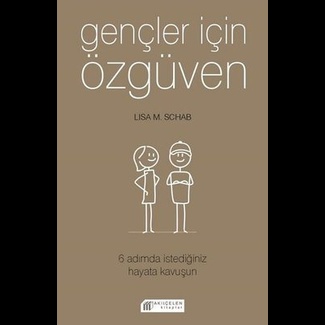 gençler için
özgüven
LISA M. SCHAB
6 adımda istediğiniz
hayata kavuşun
AKILÇELEN
kitaplar